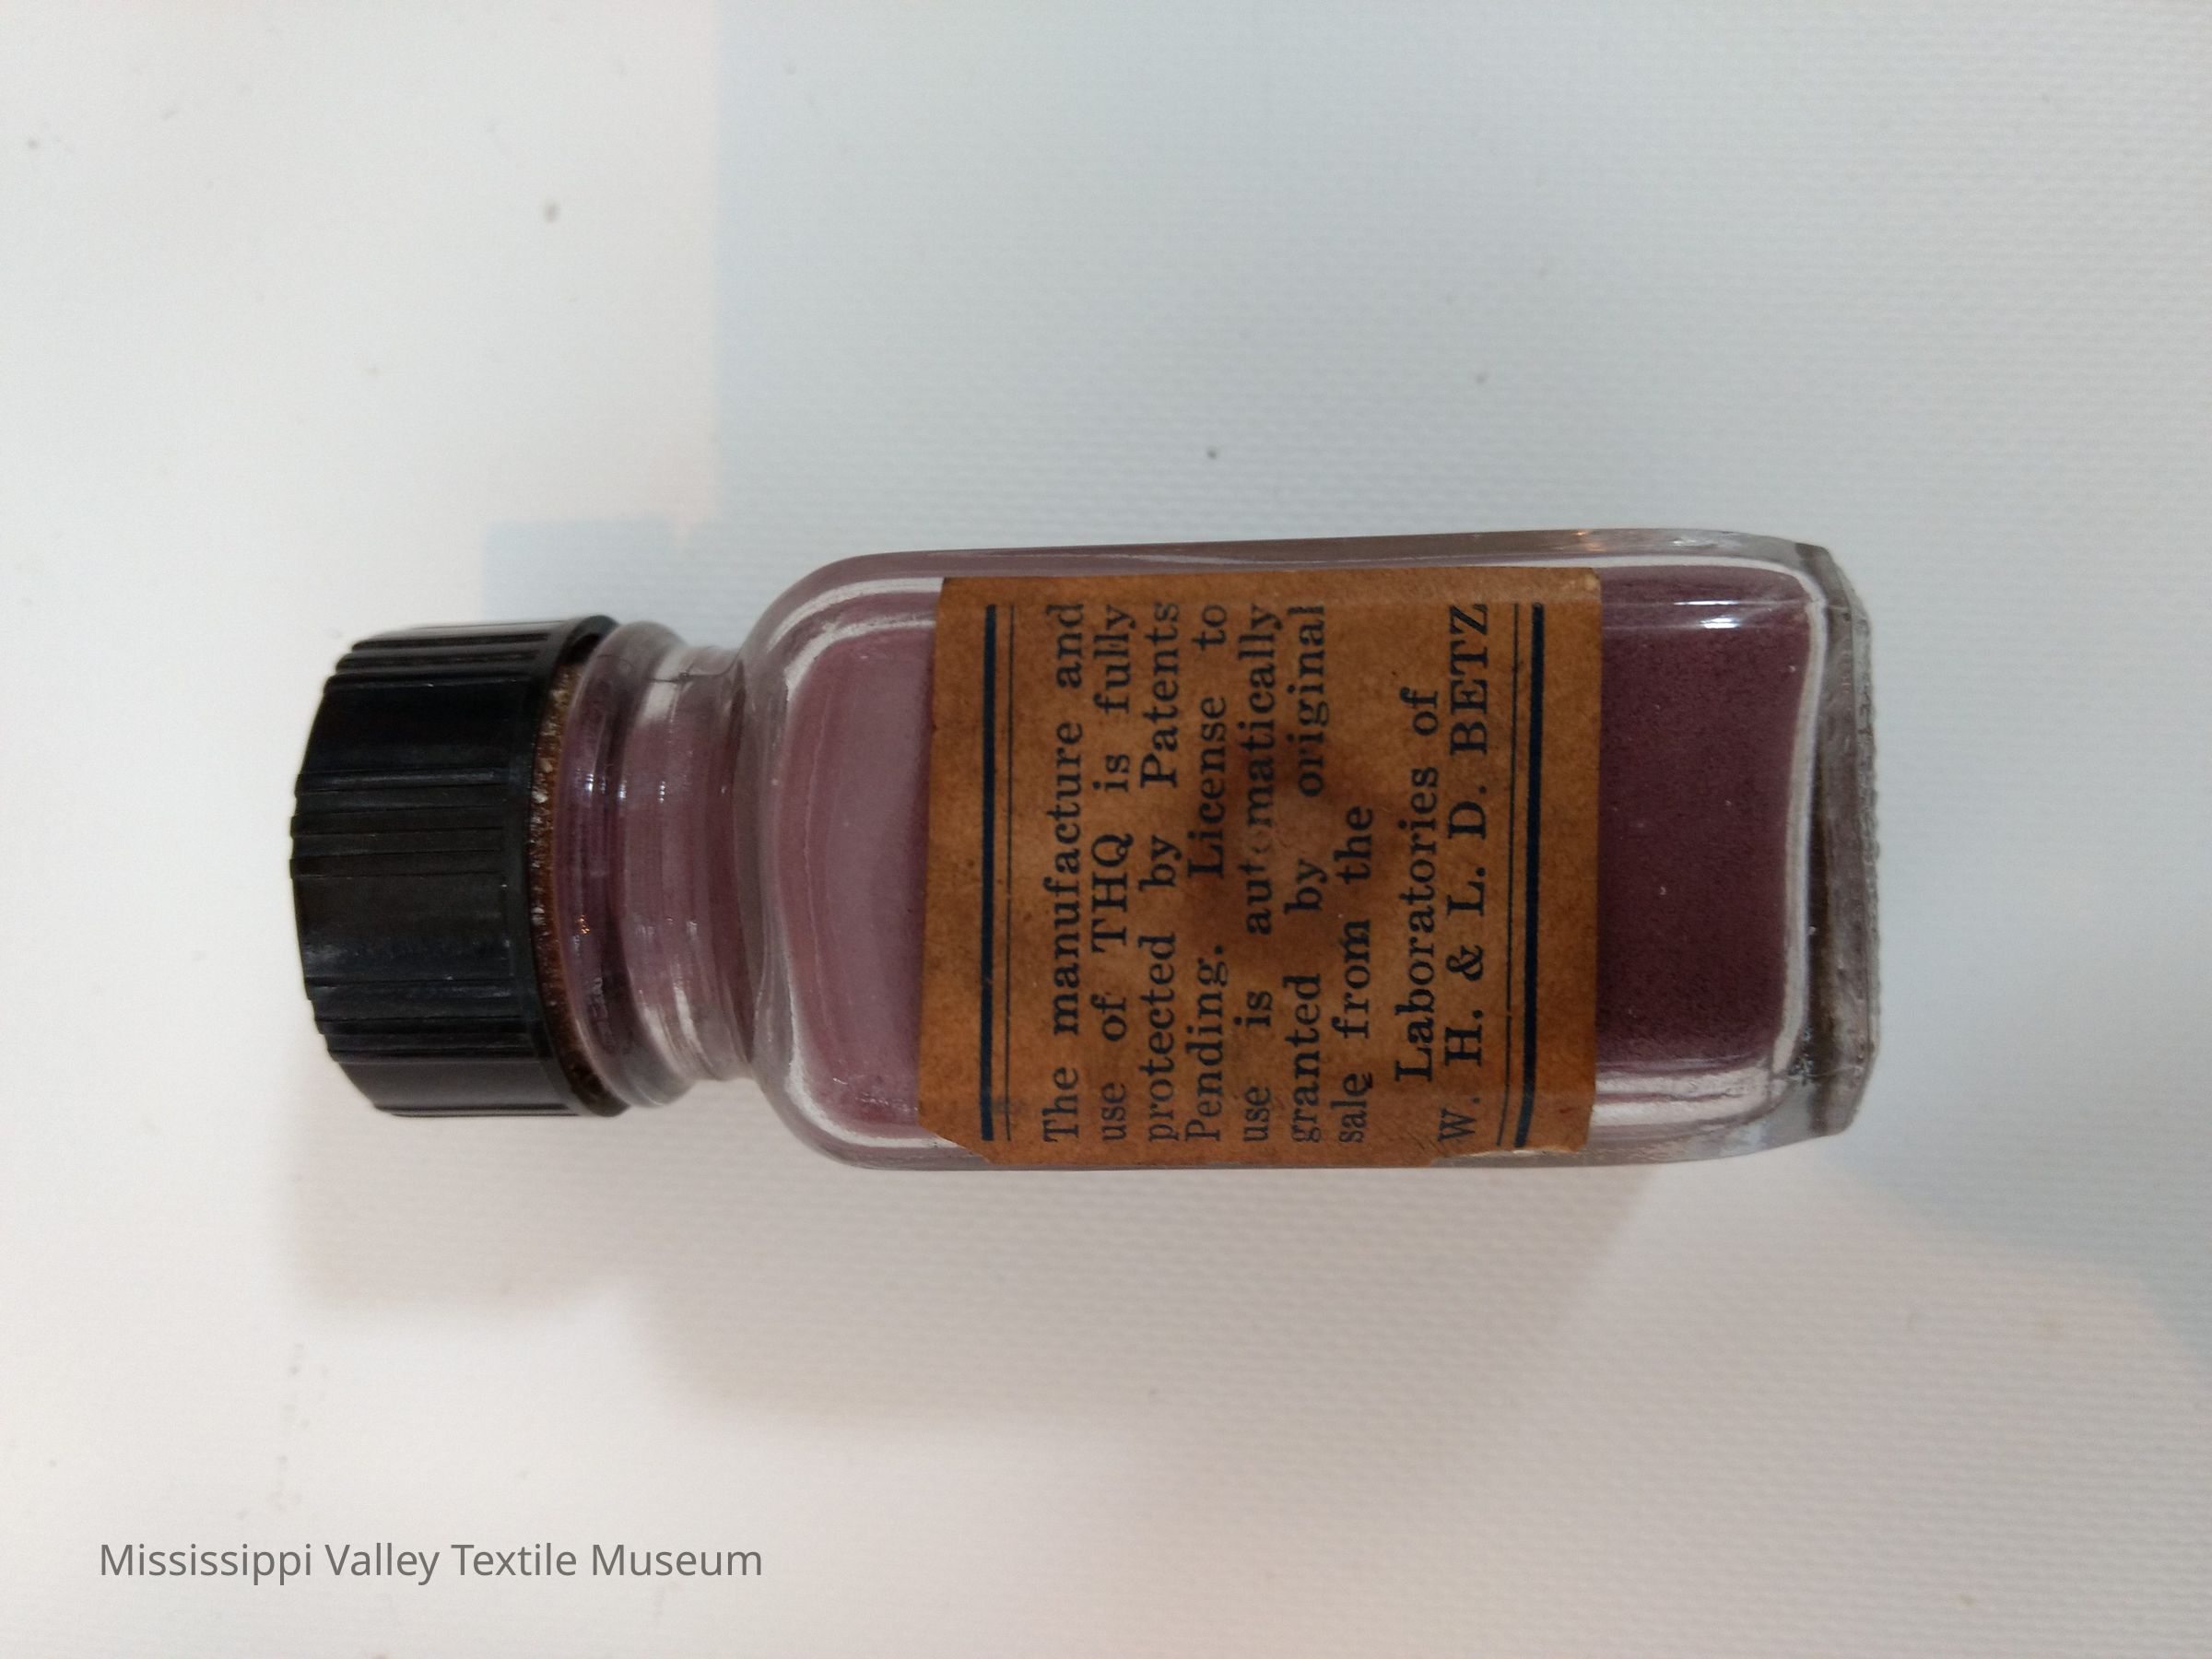 The manufacture and
use of THQ is fully
protected by Patents
Pending. License to
use is automatically
granted by original
sale from the
Laboratories of
W. H. & L. D. BETZ
Mississippi Valley Textile Museum